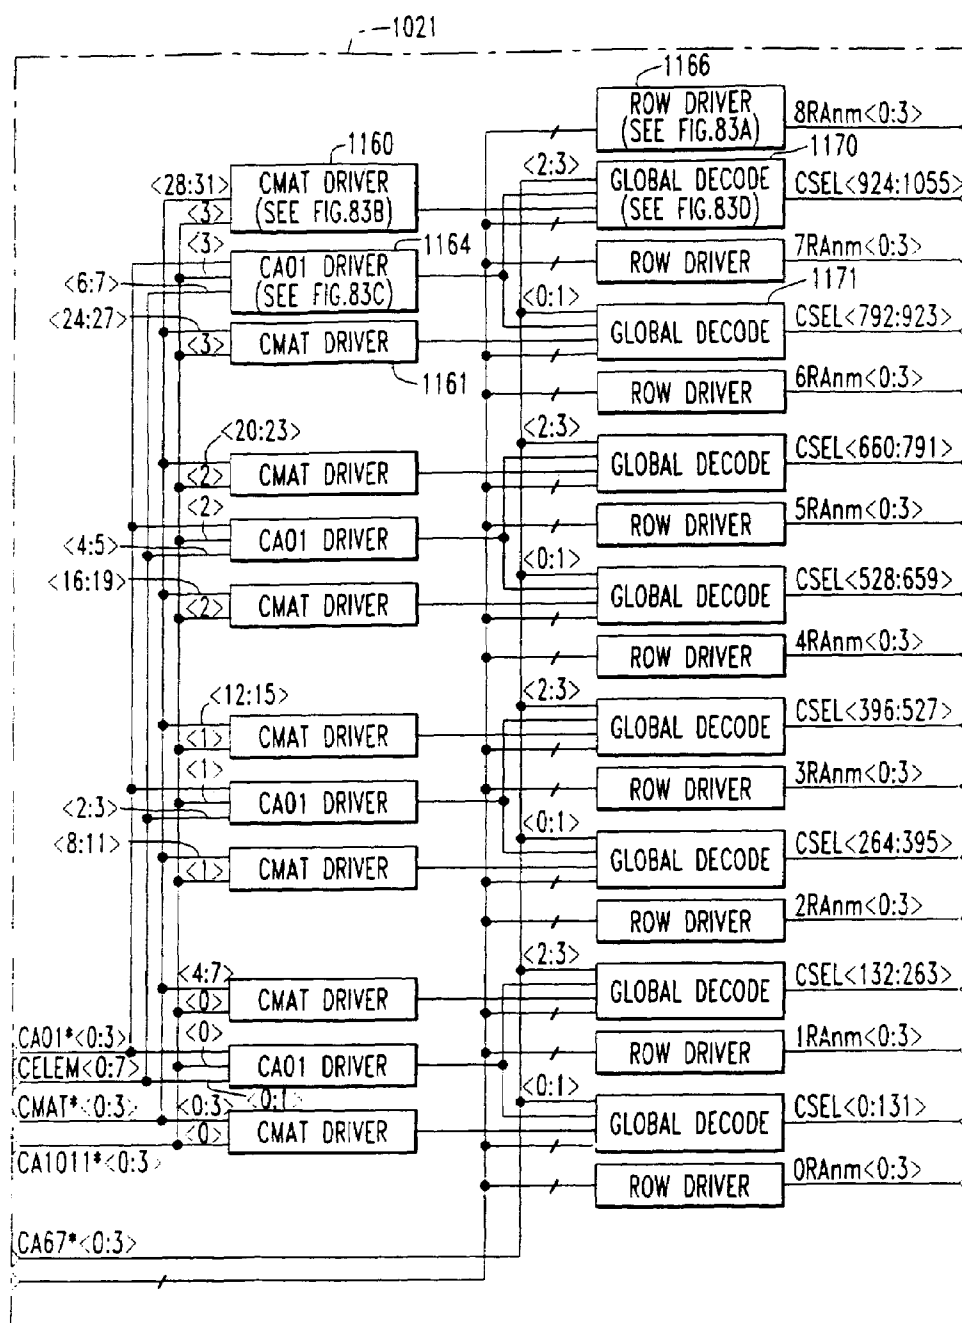 1021
1166
ROW DRIVER
(SEE FIG.83A)
8RAnm<0:3>
1160
1170
<28:31>
CMAT DRIVER
(SEE FIG.83B)
<3>
<2:3>
GLOBAL DECODE
(SEE FIG.83D)
CSEL<924:1055>
<3>
1164
CA01 DRIVER
(SEE FIG.83C)
<6:7>
ROW DRIVER
7RAnm<0:3>
1171
<24:27>
<3>
CMAT DRIVER
1161
<0:1>
GLOBAL DECODE
CSEL<792:923>
ROW DRIVER
6RAnm<0:3>
<20:23>
<2>
CMAT DRIVER
<2:3>
GLOBAL DECODE
CSEL<660:791>
<2>
<4:5>
CA01 DRIVER
ROW DRIVER
5RAnm<0:3>
<16:19>
<2>
CMAT DRIVER
<0:1>
GLOBAL DECODE
CSEL<528:659>
ROW DRIVER
4RAnm<0:3>
<12:15>
<1>
CMAT DRIVER
<2:3>
GLOBAL DECODE
CSEL<396:527>
<1>
<2:3>
CA01 DRIVER
ROW DRIVER
3RAnm<0:3>
<8:11>
<1>
CMAT DRIVER
<0:1>
GLOBAL DECODE
CSEL<264:395>
ROW DRIVER
2RAnm<0:3>
<4:7>
<0>
CMAT DRIVER
<2:3>
GLOBAL DECODE
CSEL<132:263>
CA01*<0:3>
<0>
CELEM<0:7>
CA01 DRIVER
<0:1>
ROW DRIVER
1RAnm<0:3>
CMAT*<0:3>
<0:3>
<0>
CMAT DRIVER
<0:1>
GLOBAL DECODE
CSEL<0:131>
CA1011*<0:3>
ROW DRIVER
0RAnm<0:3>
CA67*<0:3>